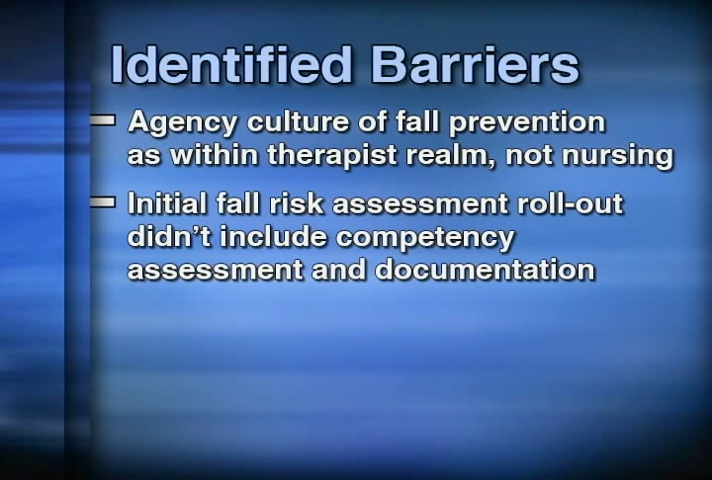 Identified Barriers
Agency culture of fall prevention
as within therapist realm, not nursing
Initial fall risk assessment roll-out
didn't include competency
assessment and documentation